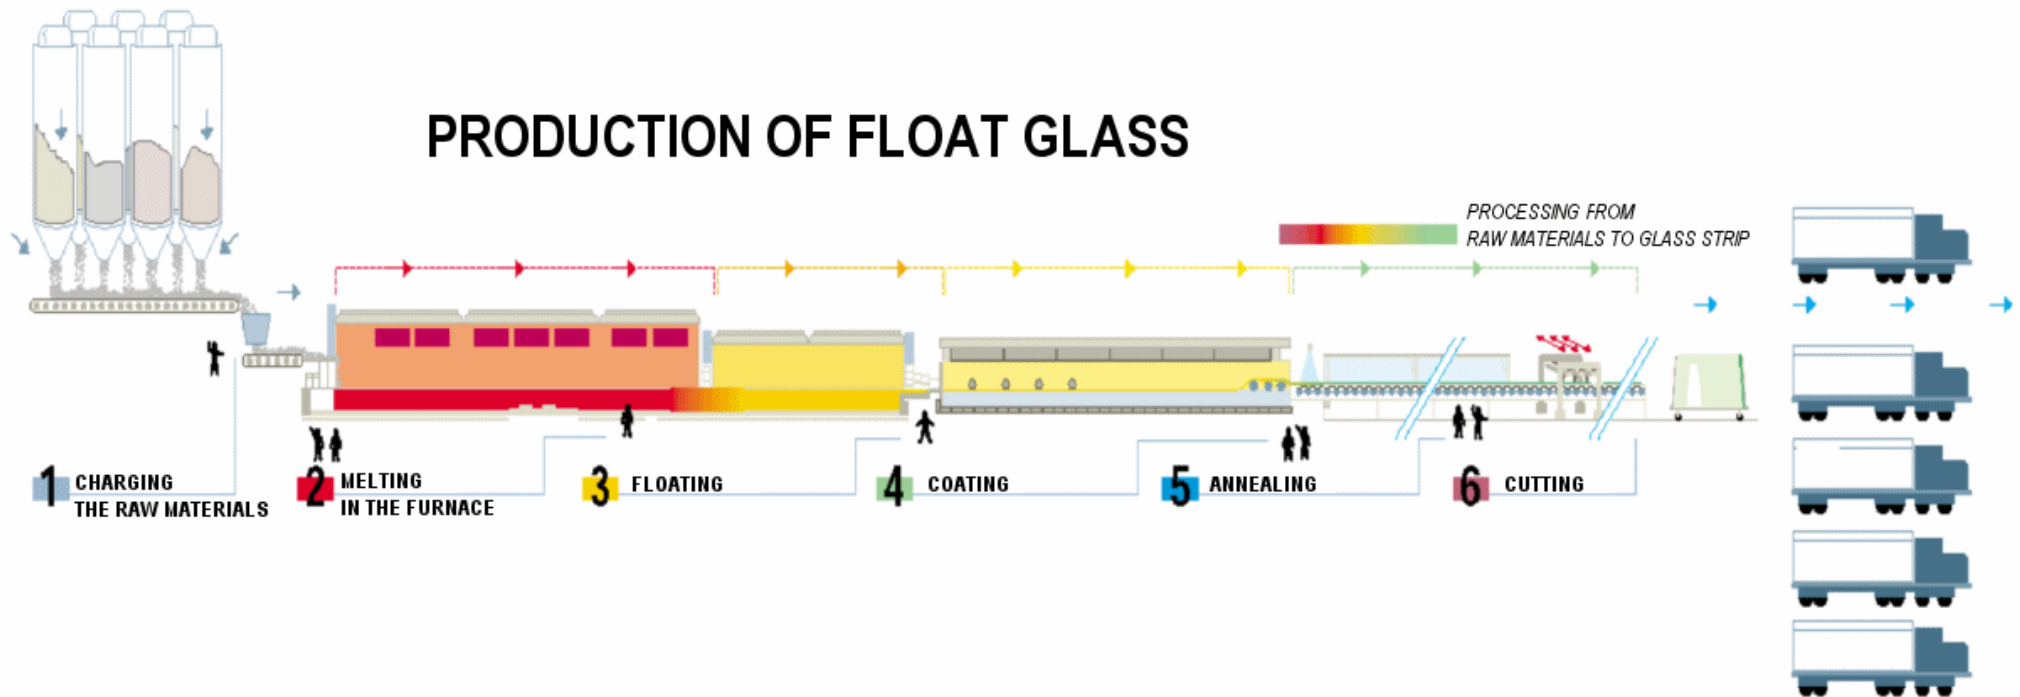 PRODUCTION OF FLOAT GLASS
PROCESSING FROM
RAW MATERIALS TO GLASS STRIP
1 CHARGING
THE RAW MATERIALS
2 MELTING
IN THE FURNACE
3 FLOATING
4 COATING
5 ANNEALING
6 CUTTING